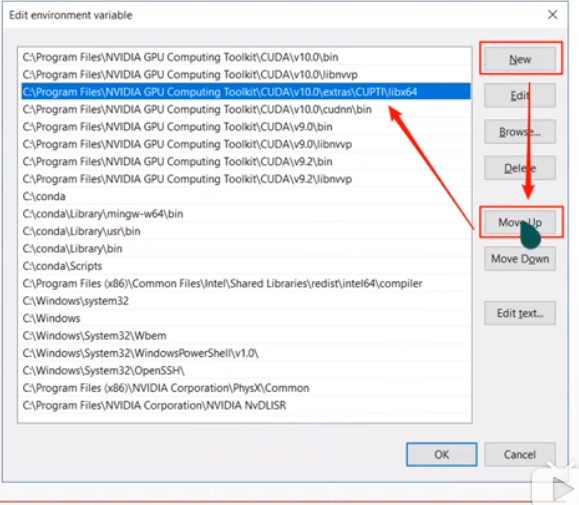 Edit environment variable
C:\Program Files\NVIDIA GPU Computing Toolkit\CUDA\v10.0\bin
C:\Program Files\NVIDIA GPU Computing Toolkit\CUDA\v10.0\libnvvp
C:\Program Files\NVIDIA GPU Computing Toolkit\CUDA\v10.0\extras\CUPTI\libx64
C:\Program Files\NVIDIA GPU Computing Toolkit\CUDA\v10.0\cudnn\bin
C:\Program Files\NVIDIA GPU Computing Toolkit\CUDA\v9.0\bin
C:\Program Files\NVIDIA GPU Computing Toolkit\CUDA\v9.0\libnvvp
C:\Program Files\NVIDIA GPU Computing Toolkit\CUDA\v9.2\bin
C:\Program Files\NVIDIA GPU Computing Toolkit\CUDA\v9.2\libnvvp
C:\conda
C:\conda\Library\mingw-w64\bin
C:\conda\Library\usr\bin
C:\conda\Library\bin
C:\conda\Scripts
C:\Program Files (x86)\Common Files\Intel\Shared Libraries\redist\intel64\compiler
C:\Windows\system32
C:\Windows
C:\Windows\System32\Wbem
C:\Windows\System32\WindowsPowerShell\v1.0\
C:\Windows\System32\OpenSSH\
C:\Program Files (x86)\NVIDIA Corporation\PhysX\Common
C:\Program Files\NVIDIA Corporation\NVIDIA NvDLISR
New
Edit
Browse...
Delete
Move Up
Move Down
Edit text...
OK
Cancel